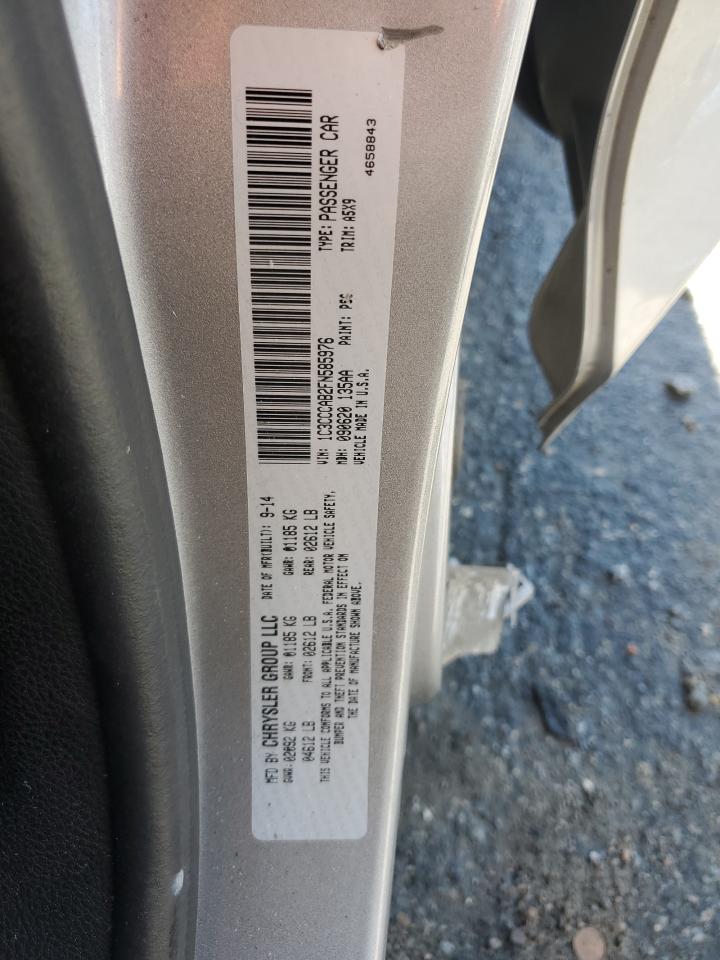 MFD BY CHRYSLER GROUP LLC DATE OF MFR(BUILT): 9-14
GVWR: 02092 KG GAWR: 01185 KG GAWR: 01185 KG
04612 LB FRONT: 02612 LB REAR: 02612 LB
THIS VEHICLE CONFORMS TO ALL APPLICABLE U.S.A. FEDERAL MOTOR VEHICLE SAFETY,
BUMPER AND THEFT PREVENTION STANDARDS IN EFFECT ON
THE DATE OF MANUFACTURE SHOWN ABOVE.
VIN: 1C3CCCAB2FN585976 TYPE: PASSENGER CAR
MDH: 090620 135AA PAINT: TRIM: A5X9
VEHICLE MADE IN U.S.A. 4658843